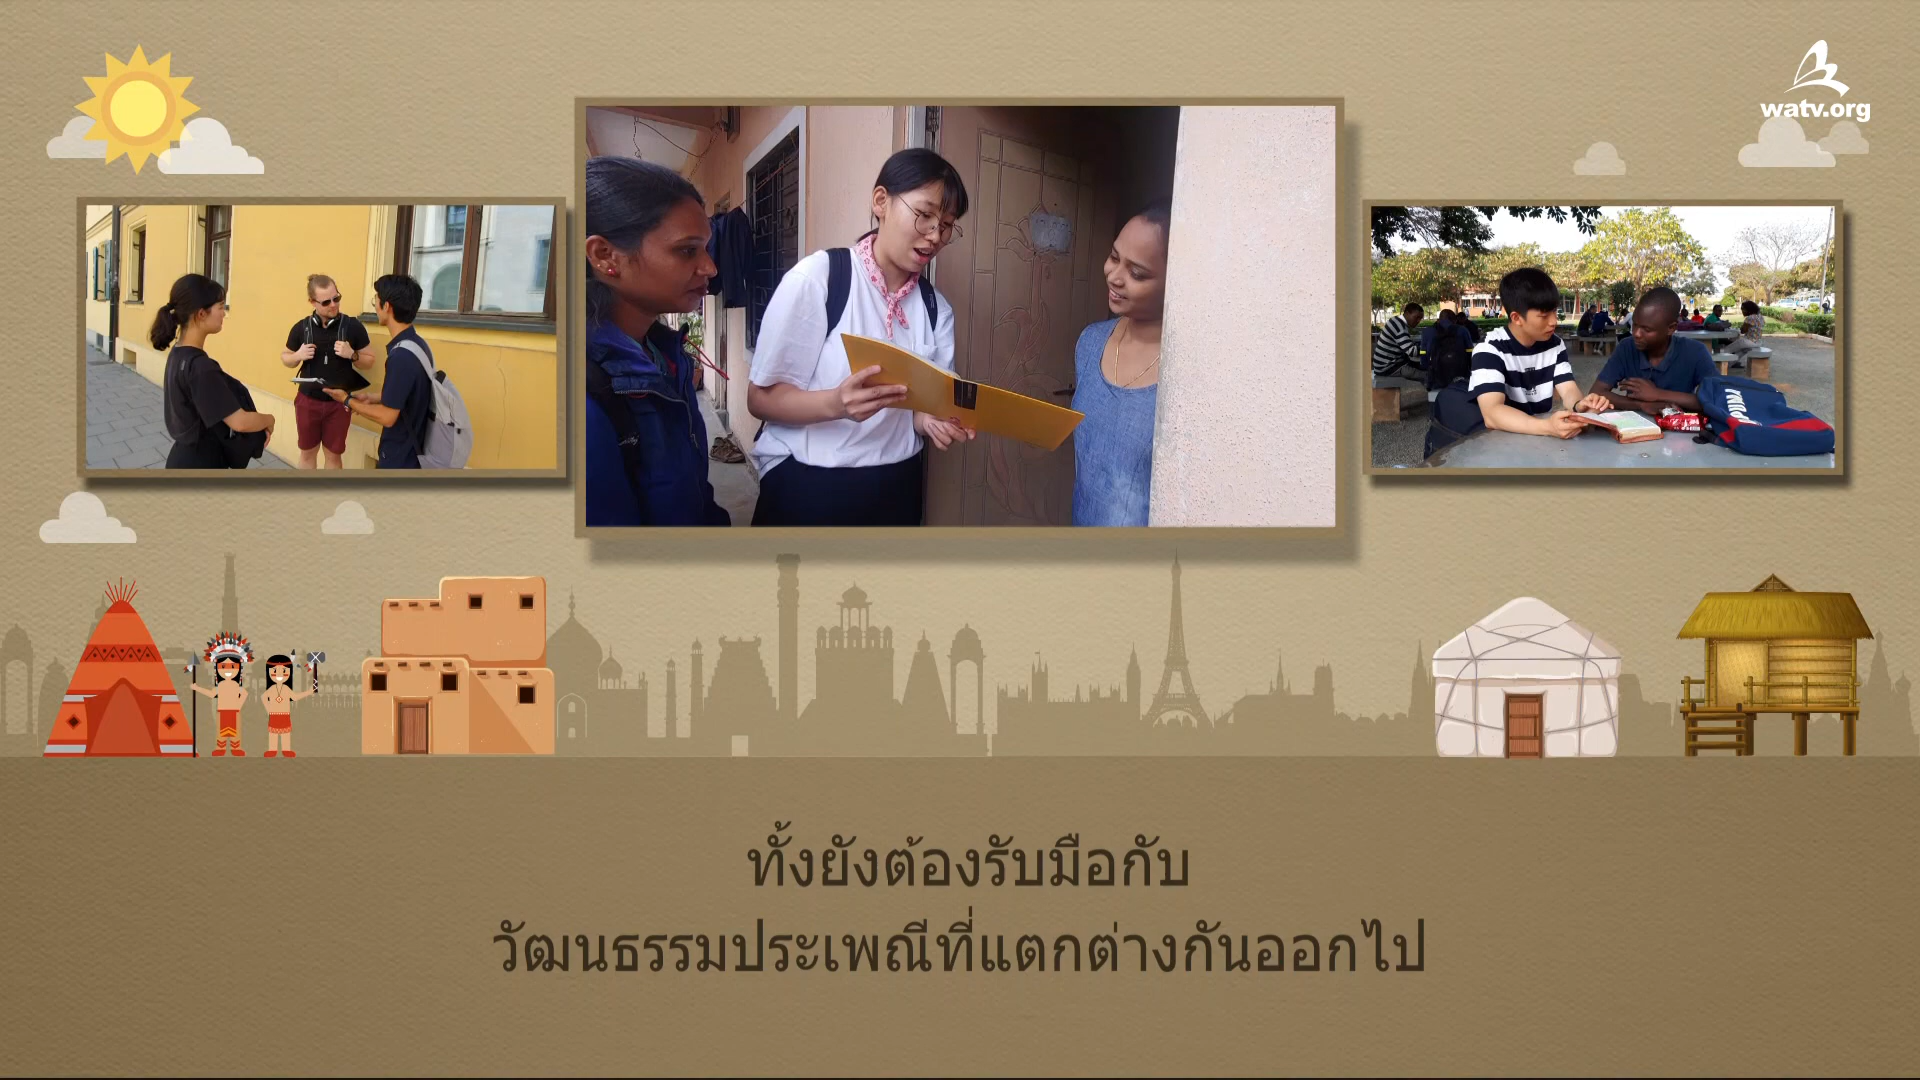 watv.org
PUMA
ทั้งยังต้องรับมือกับ
วัฒนธรรมประเพณีที่แตกต่างกันออกไป